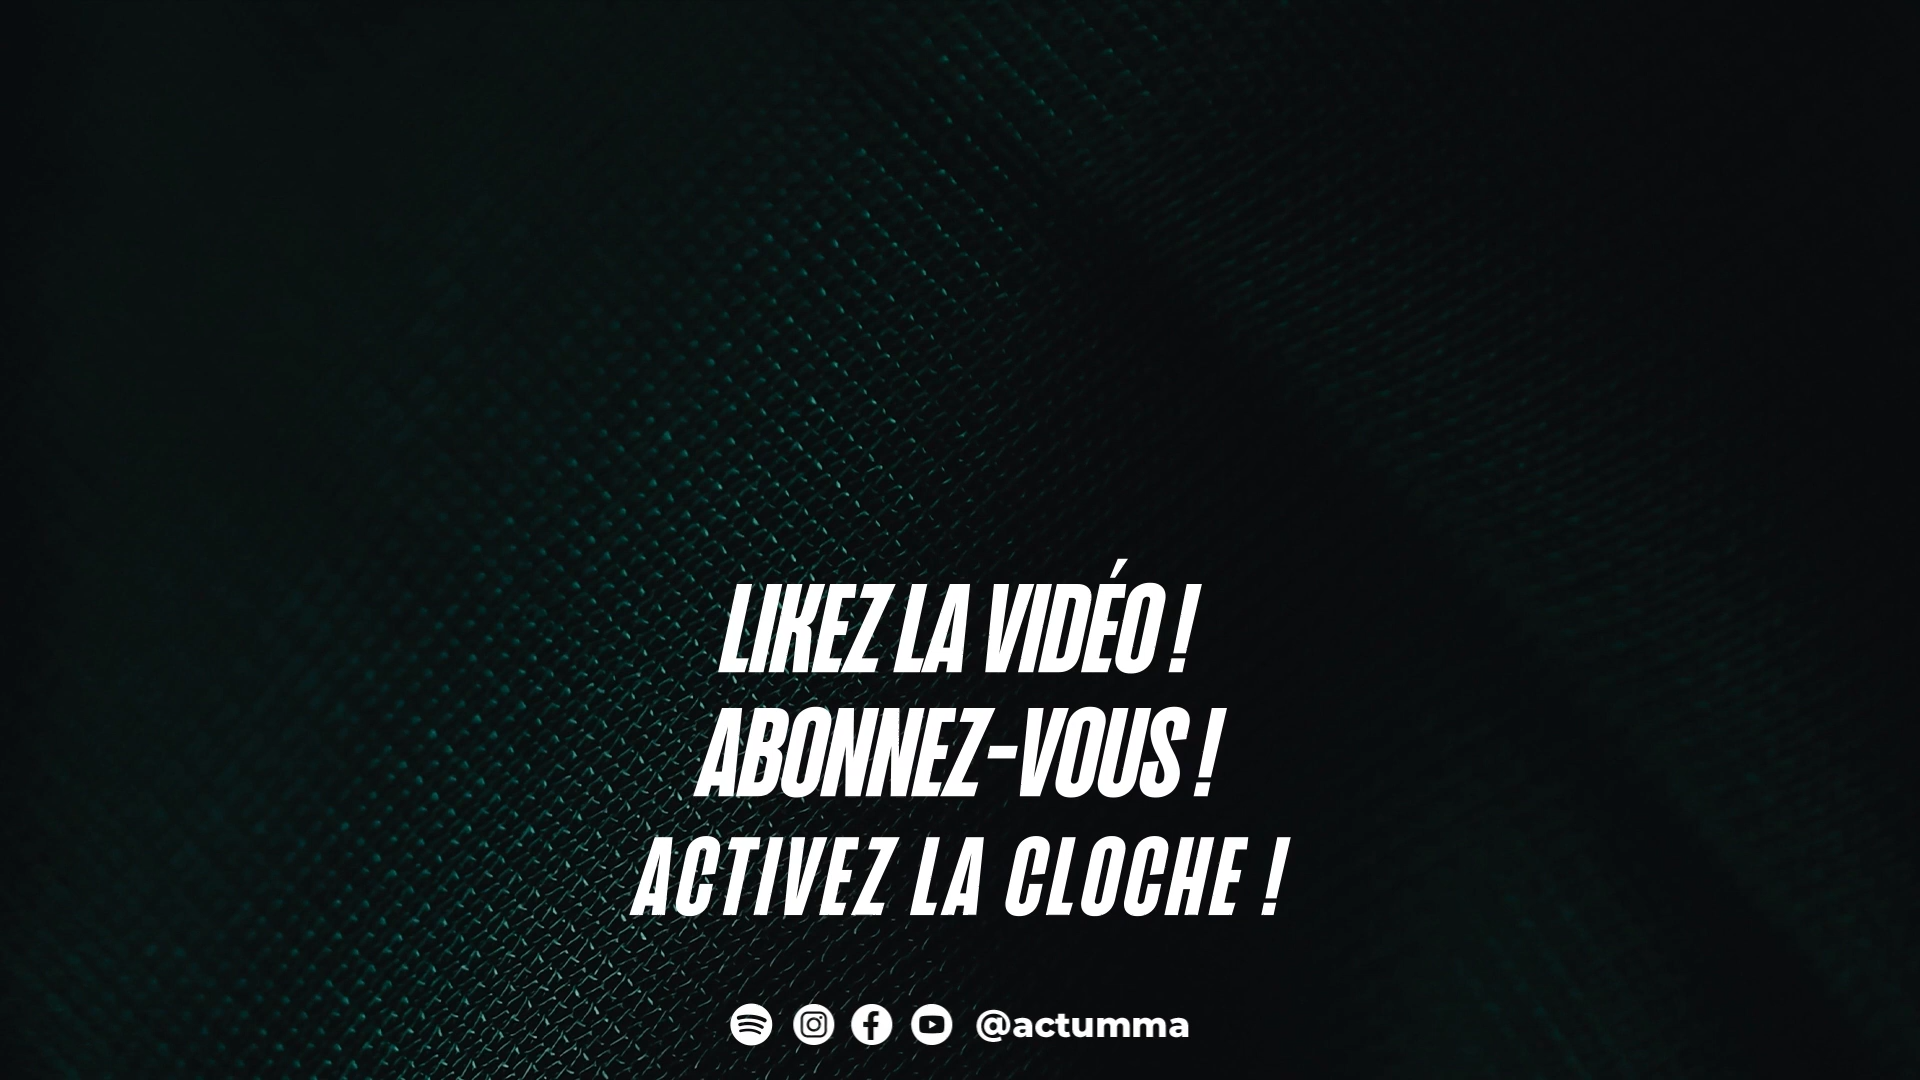 LIKEZ LA VIDÉO !
ABONNEZ-VOUS !
ACTIVEZ LA CLOCHE !
@actumma